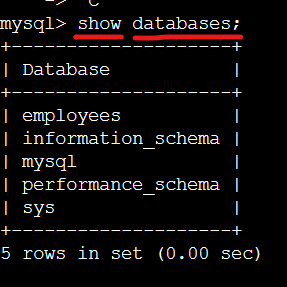 -> ^C
mysql> show databases;
+--------------------+
| Database           |
+--------------------+
| employees          |
| information_schema |
| mysql              |
| performance_schema |
| sys                |
+--------------------+
5 rows in set (0.00 sec)